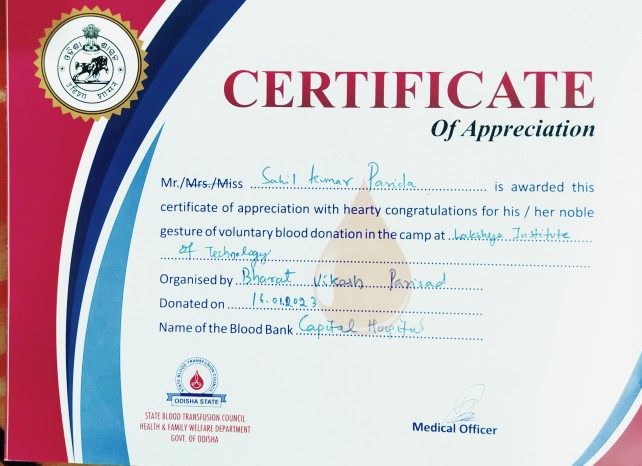 CERTIFICATE
Of Appreciation
Mr./Mrs./Miss Sahil Kumar Parida is awarded this
certificate of appreciation with hearty congratulations for his / her noble
gesture of voluntary blood donation in the camp at Lakshya Institute
Of Technology
Organised by Bharat Vikash Parisad
Donated on 16.01.2023
Name of the Blood Bank Capital Hospital
STATE BLOOD TRANSFUSION COUNCIL
ODISHA STATE
STATE BLOOD TRANSFUSION COUNCIL
HEALTH & FAMILY WELFARE DEPARTMENT
GOVT. OF ODISHA
Medical Officer